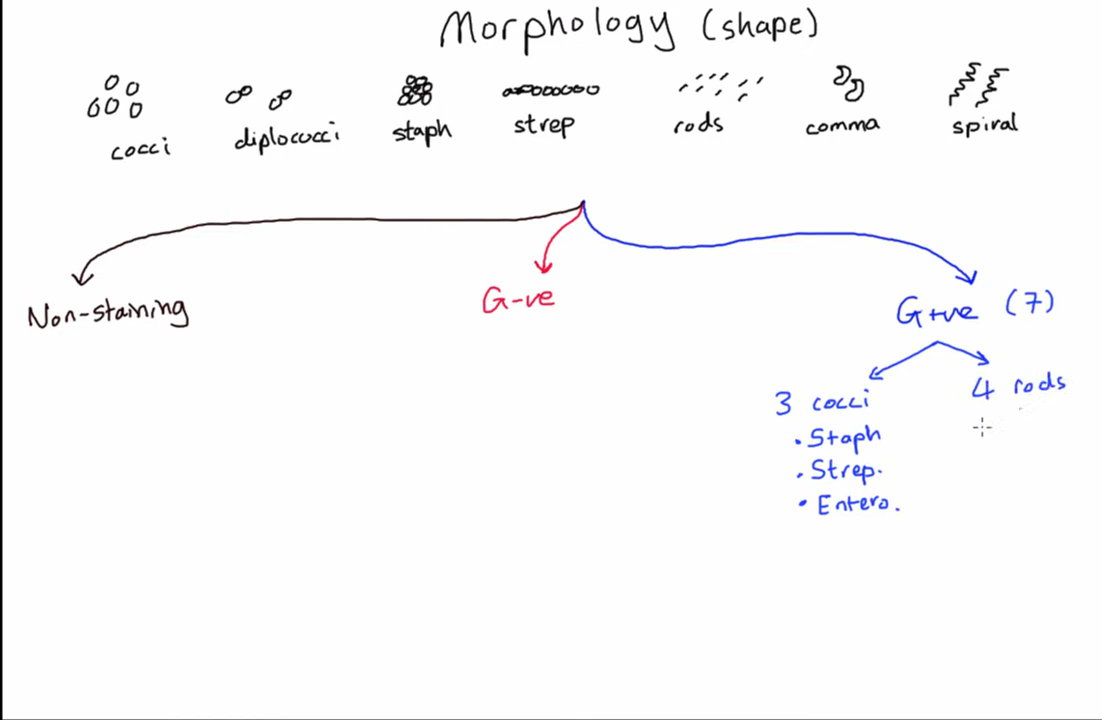 Morphology (shape)
cocci diplococci staph strep rods comma spiral
Non-staining G-ve G+ve (7)
3 cocci 4 rods
• Staph
• Strep.
• Entero.